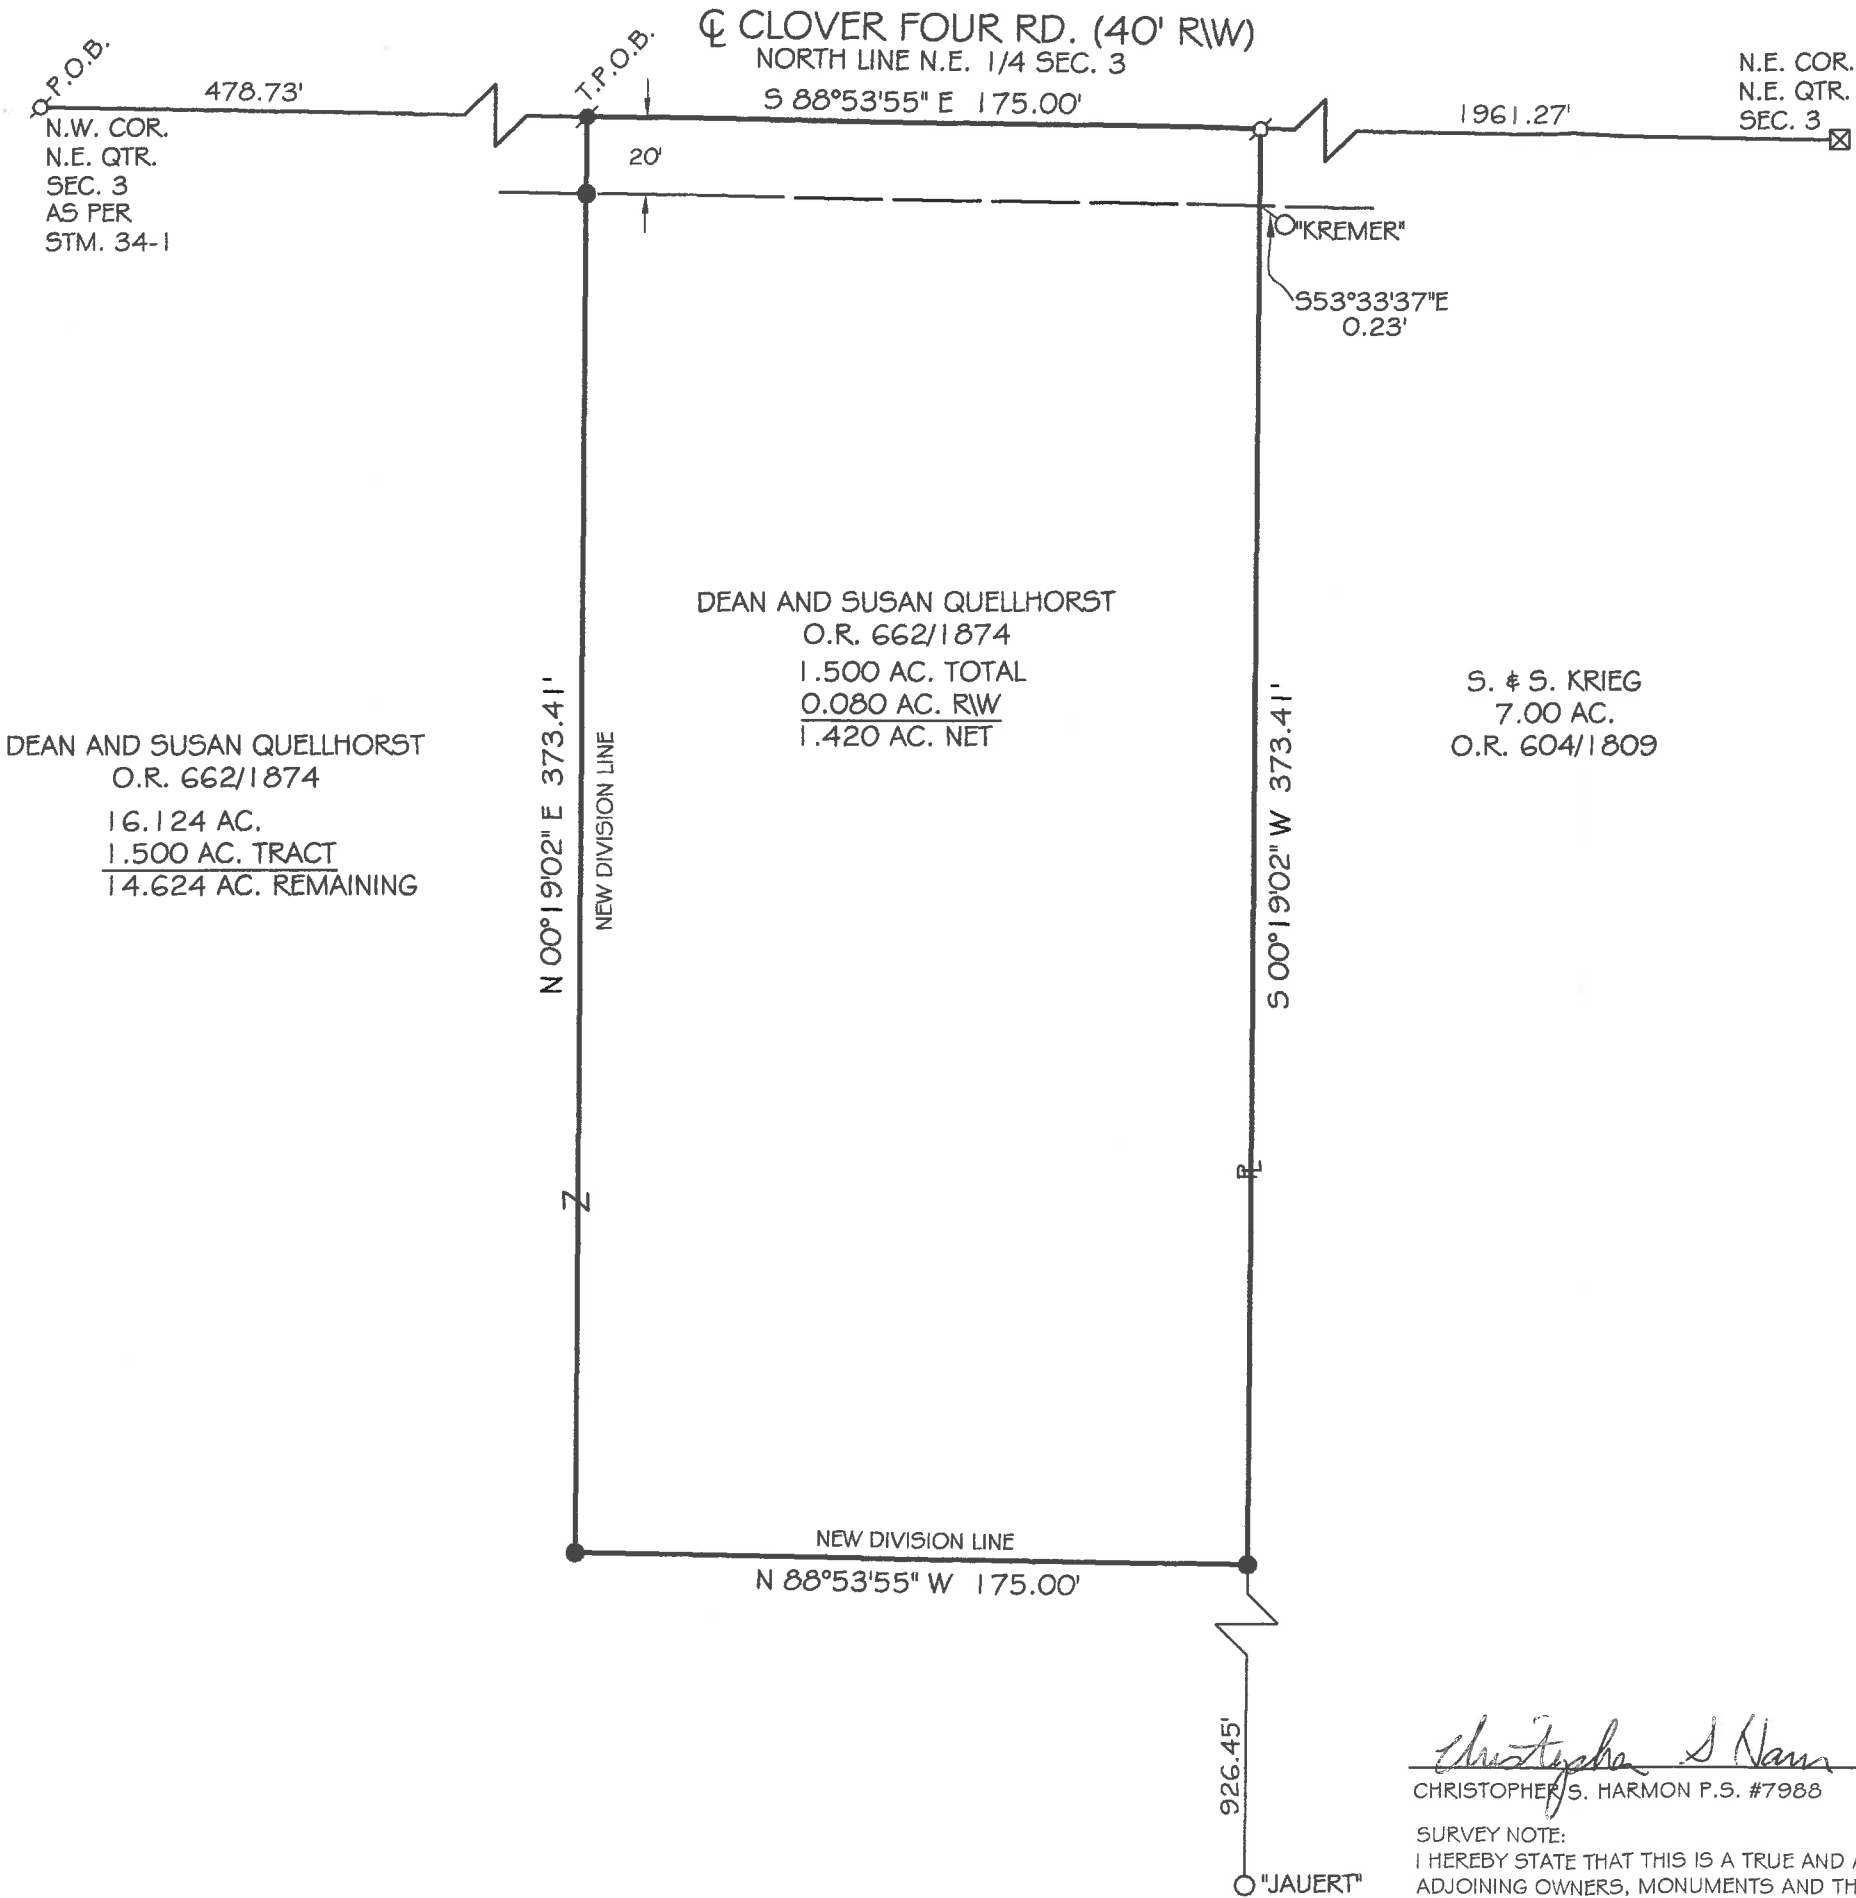 ℄ CLOVER FOUR RD. (40' R\W)
NORTH LINE N.E. 1/4 SEC. 3
S 88°53'55" E 175.00'
P.O.B.
478.73'
N.W. COR.
N.E. QTR.
SEC. 3
AS PER
STM. 34-1
T.P.O.B.
20'
1961.27'
N.E. COR.
N.E. QTR.
SEC. 3
"KREMER"
S53°33'37"E
0.23'
DEAN AND SUSAN QUELLHORST
O.R. 662/1874
1.500 AC. TOTAL
0.080 AC. R\W
1.420 AC. NET
S. & S. KRIEG
7.00 AC.
O.R. 604/1809
DEAN AND SUSAN QUELLHORST
O.R. 662/1874
16.124 AC.
1.500 AC. TRACT
14.624 AC. REMAINING
N 00°19'02" E 373.41'
NEW DIVISION LINE
S 00°19'02" W 373.41'
Z
PL
NEW DIVISION LINE
N 88°53'55" W 175.00'
926.45'
"JAUERT"
Christopher S Harm
CHRISTOPHER S. HARMON P.S. #7988
SURVEY NOTE:
I HEREBY STATE THAT THIS IS A TRUE AND
ADJOINING OWNERS, MONUMENTS AND TH